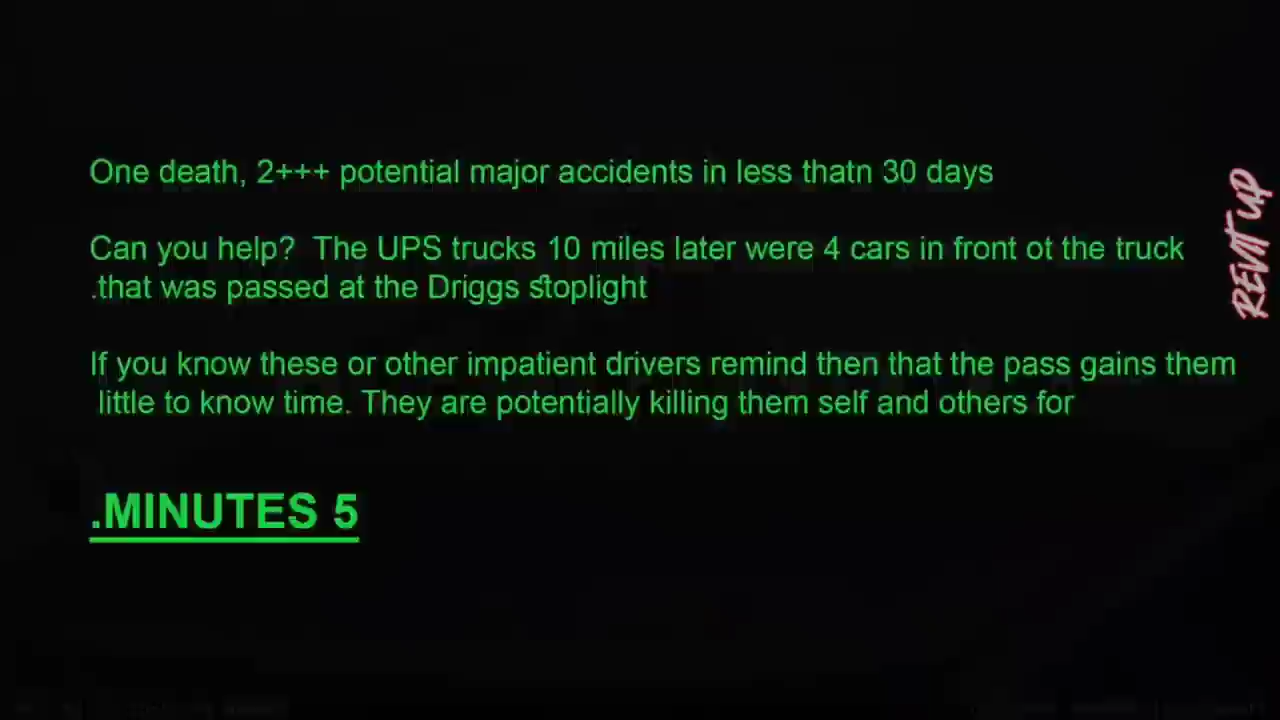 One death, 2+++ potential major accidents in less thatn 30 days
Can you help?  The UPS trucks 10 miles later were 4 cars in front ot the truck
.that was passed at the Driggs stoplight
If you know these or other impatient drivers remind then that the pass gains them
little to know time. They are potentially killing them self and others for
.MINUTES 5
REV IT UP